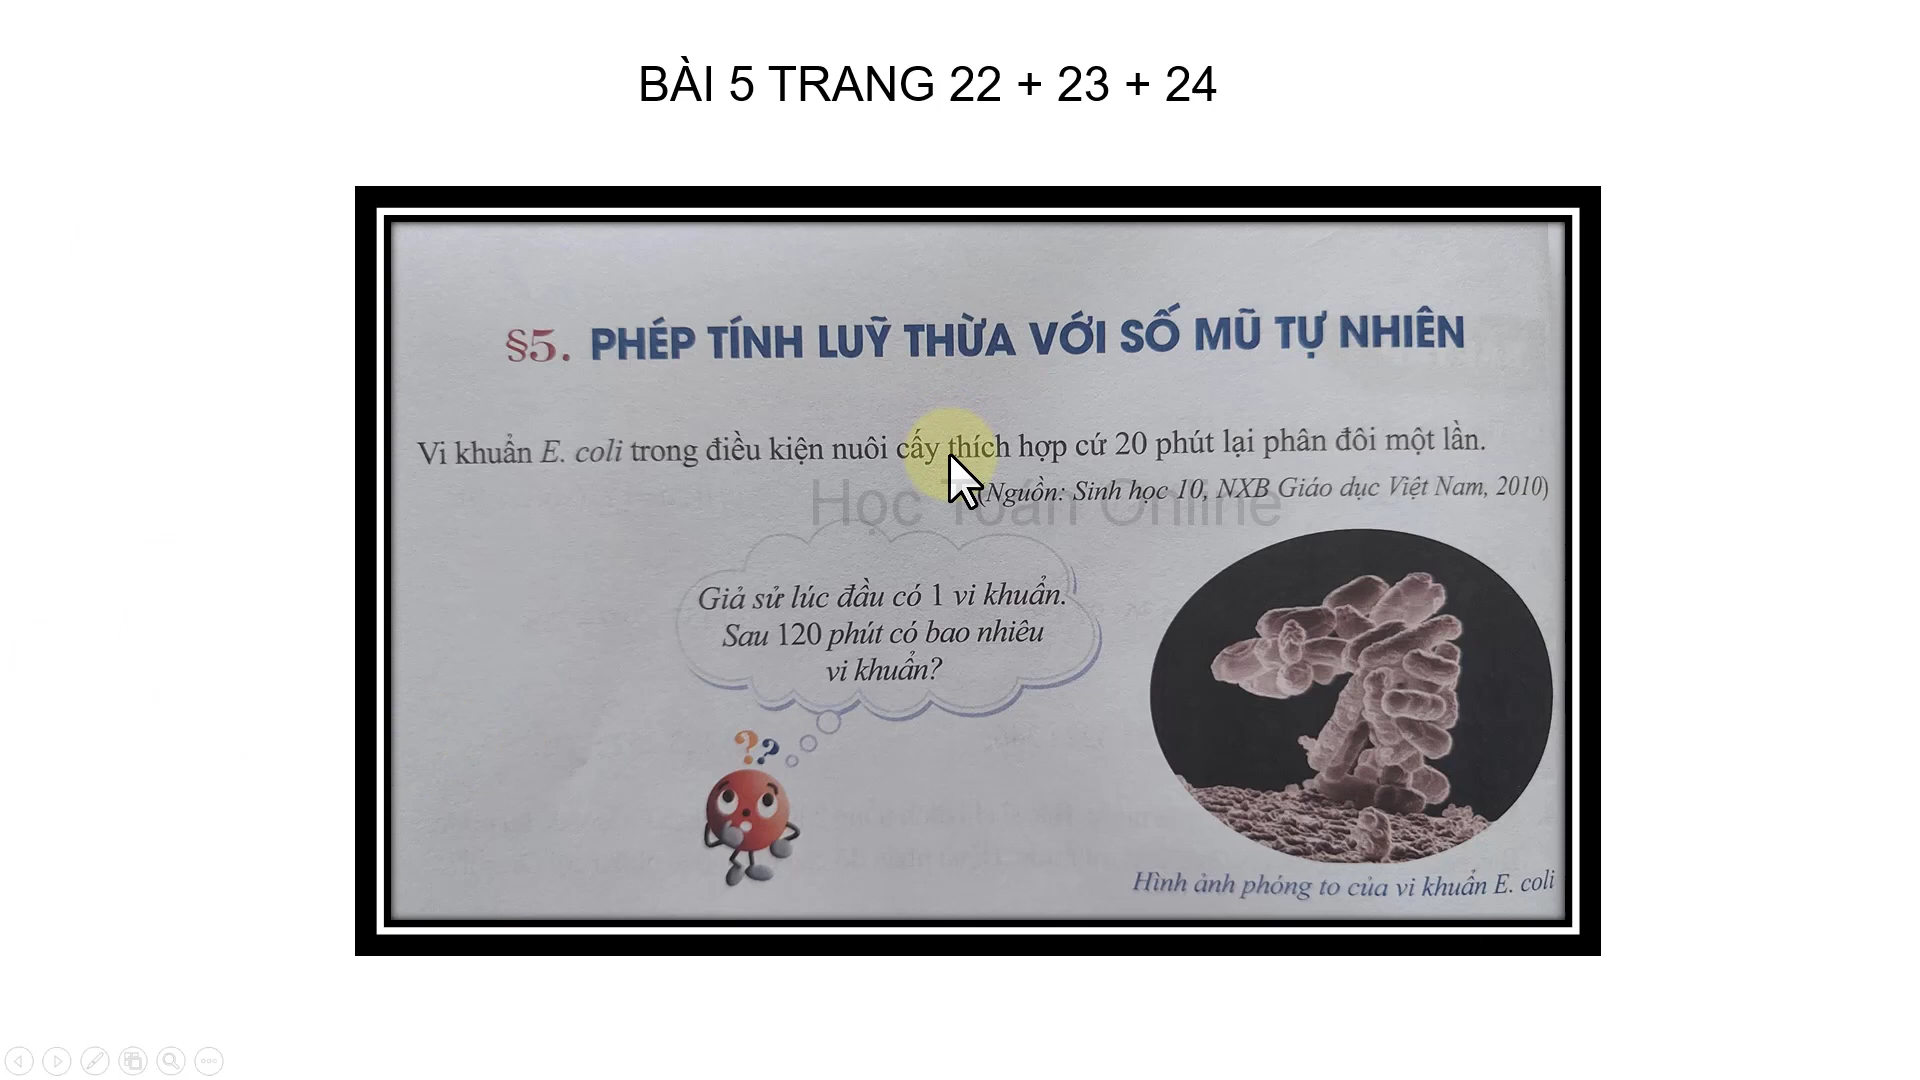 BÀI 5 TRANG 22 + 23 + 24
§5. PHÉP TÍNH LUỸ THỪA VỚI SỐ MŨ TỰ NHIÊN
Vi khuẩn E. coli trong điều kiện nuôi cấy thích hợp cứ 20 phút lại phân đôi một lần.
(Nguồn: Sinh học 10, NXB Giáo dục Việt Nam, 2010)
Học Toán Online
Giả sử lúc đầu có 1 vi khuẩn.
Sau 120 phút có bao nhiêu
vi khuẩn?
??
Hình ảnh phóng to của vi khuẩn E. coli